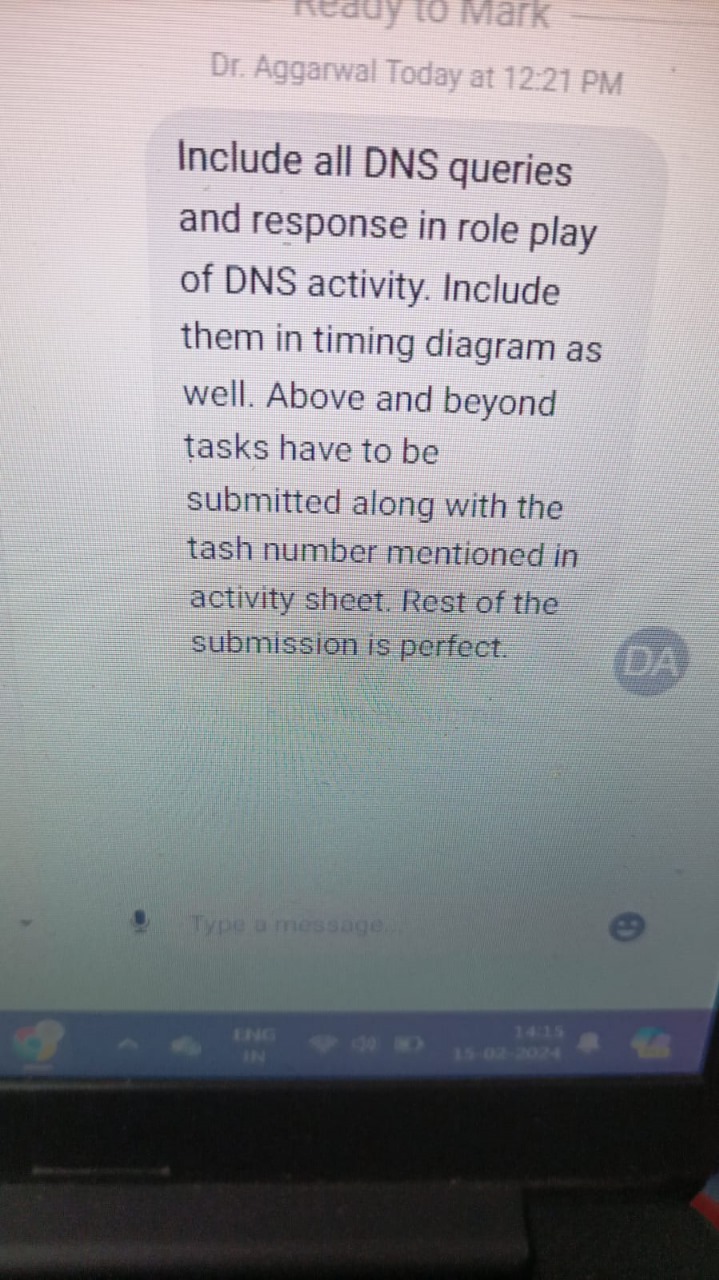 Ready to Mark
Dr. Aggarwal Today at 12:21 PM
Include all DNS queries
and response in role play
of DNS activity. Include
them in timing diagram as
well. Above and beyond
tasks have to be
submitted along with the
tash number mentioned in
activity sheet. Rest of the
submission is perfect.
DA
Type a message...
ENG
IN
14:15
15-02-2024